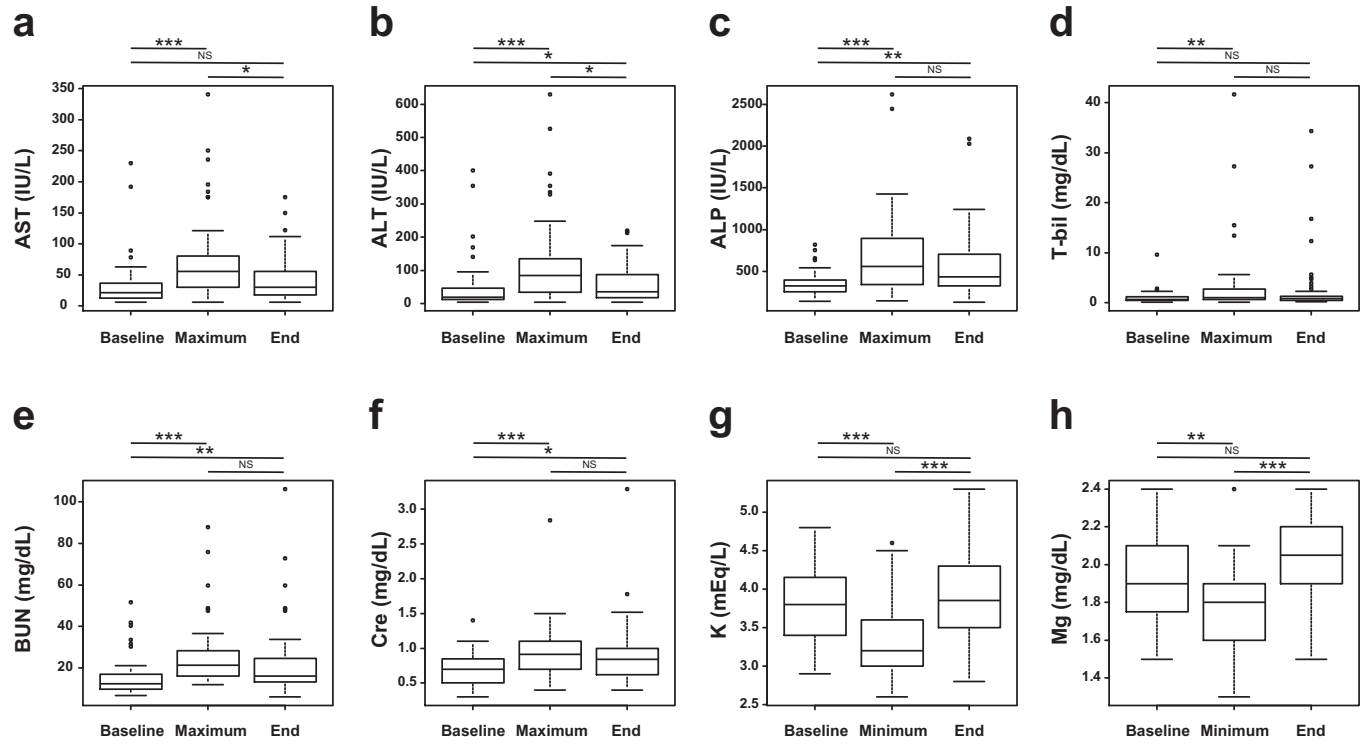 a
***
NS
*
AST (IU/L)
350
300
250
200
150
100
50
0
Baseline Maximum End
b
***
*
*
ALT (IU/L)
600
500
400
300
200
100
0
Baseline Maximum End
c
***
**
NS
ALP (IU/L)
2500
2000
1500
1000
500
Baseline Maximum End
d
**
NS
NS
T-bil (mg/dL)
40
30
20
10
0
Baseline Maximum End
e
***
**
NS
BUN (mg/dL)
100
80
60
40
20
Baseline Maximum End
f
***
*
NS
Cre (mg/dL)
3.0
2.5
2.0
1.5
1.0
0.5
Baseline Maximum End
g
***
NS
***
K (mEq/L)
5.0
4.5
4.0
3.5
3.0
2.5
Baseline Minimum End
h
**
NS
***
Mg (mg/dL)
2.4
2.2
2.0
1.8
1.6
1.4
Baseline Minimum End